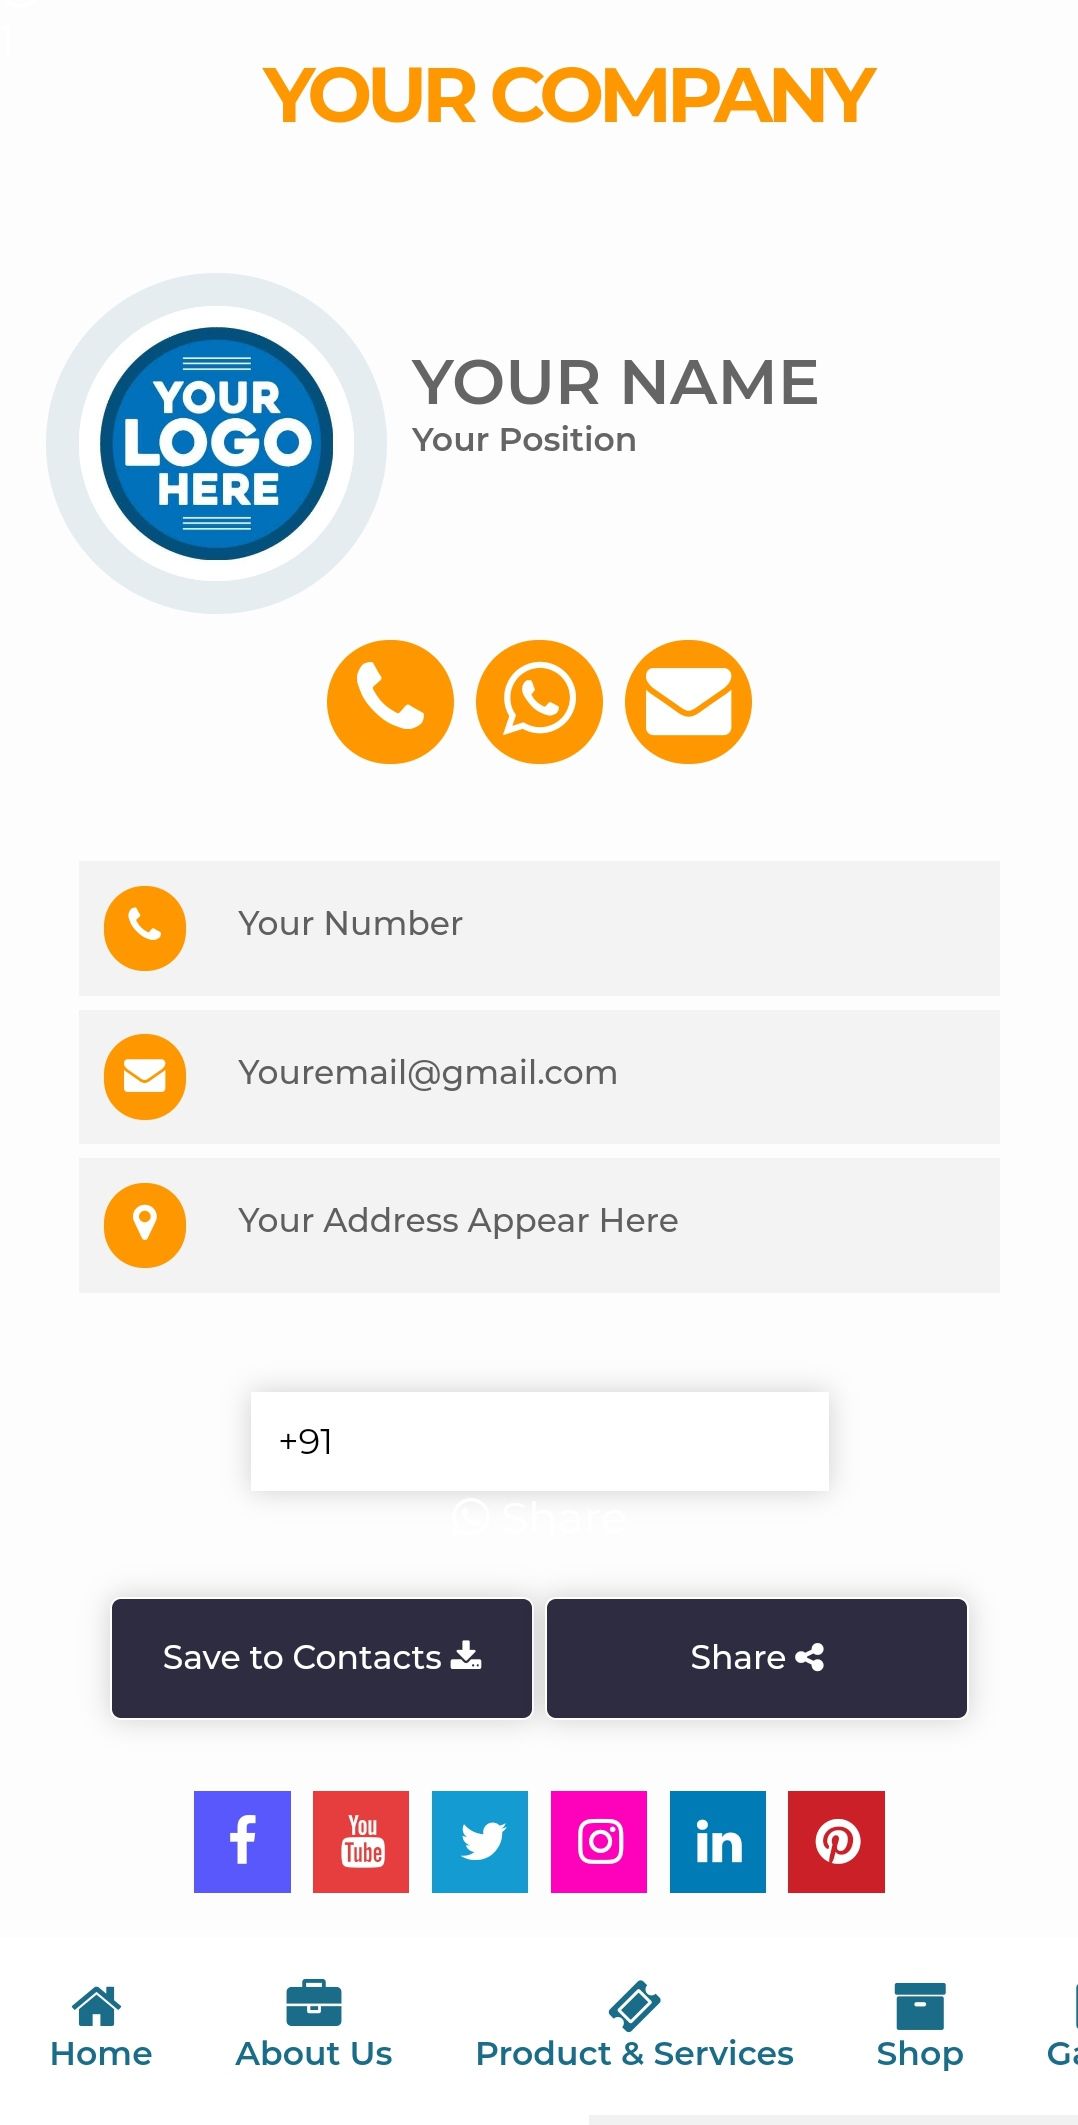 YOUR COMPANY
YOUR
LOGO
HERE
YOUR NAME
Your Position
Your Number
Youremail@gmail.com
Your Address Appear Here
+91
Share
Save to Contacts
Share
You
Tube
in
Home
About Us
Product & Services
Shop